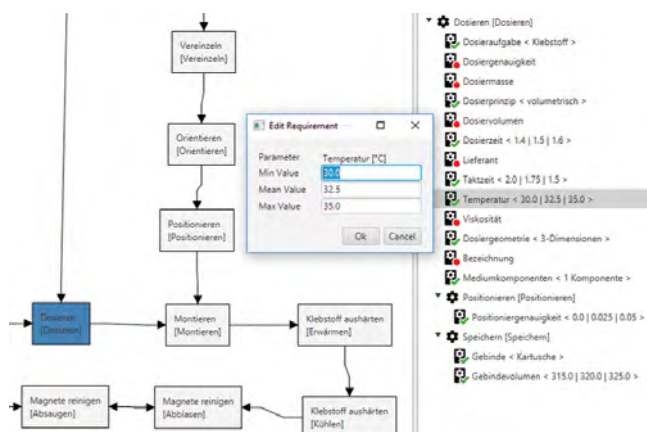 Vereinzeln
[Vereinzeln]
Orientieren
[Orientieren]
Positionieren
[Positionieren]
Dosieren
[Dosieren]
Montieren
[Montieren]
Klebstoff aushärten
[Erwärmen]
Magnete reinigen
[Absaugen]
Magnete reinigen
[Abblasen]
Klebstoff aushärten
[Kühlen]
Edit Requirement
Parameter Temperatur [°C]
Min Value 30.0
Mean Value 32.5
Max Value 35.0
Ok Cancel
Dosieren [Dosieren]
Dosieraufgabe < Klebstoff >
Dosiergenauigkeit
Dosiermasse
Dosierprinzip < volumetrisch >
Dosiervolumen
Dosierzeit < 1.4 | 1.5 | 1.6 >
Lieferant
Taktzeit < 2.0 | 1.75 | 1.5 >
Temperatur < 30.0 | 32.5 | 35.0 >
Viskosität
Dosiergeometrie < 3-Dimensionen >
Bezeichnung
Mediumkomponenten < 1 Komponente >
Positionieren [Positionieren]
Positioniergenauigkeit < 0.0 | 0.025 | 0.05 >
Speichern [Speichern]
Gebinde < Kartusche >
Gebindevolumen < 315.0 | 320.0 | 325.0 >